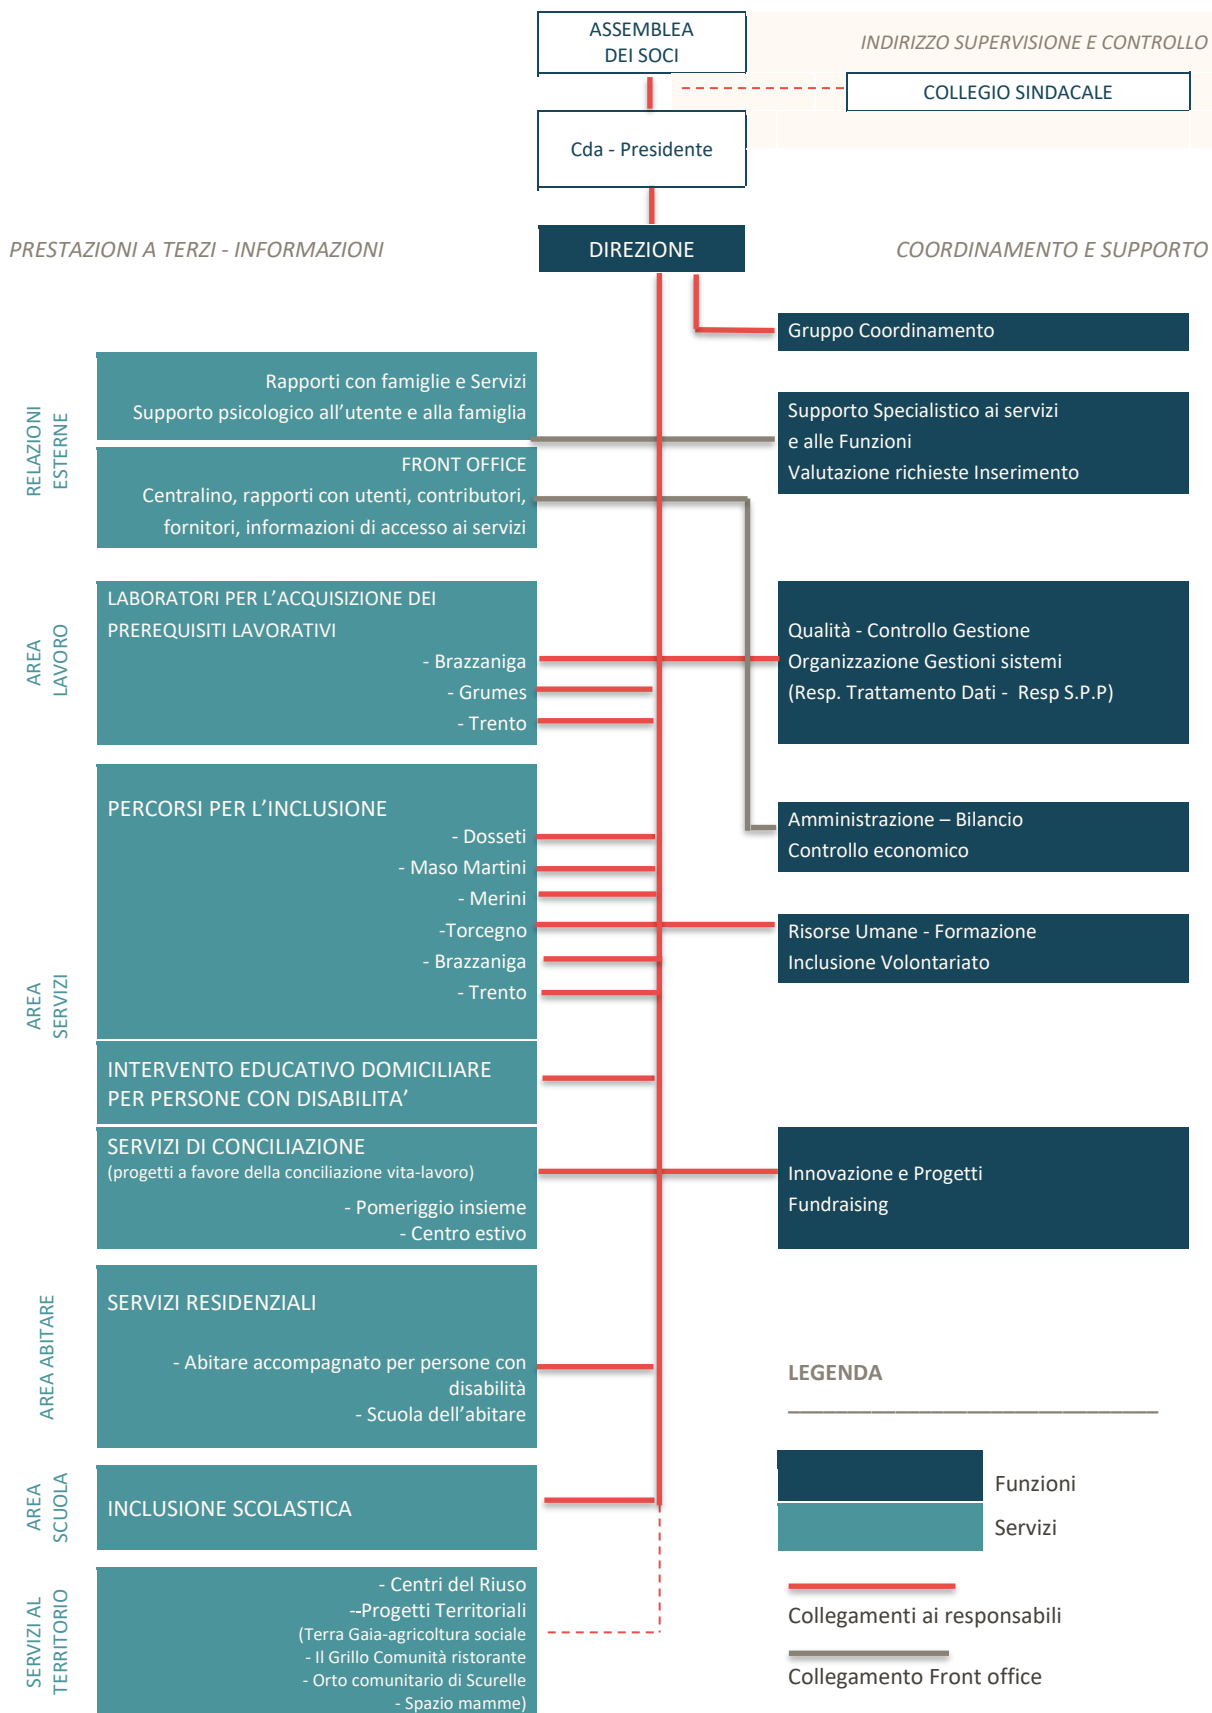 ASSEMBLEA
DEI SOCI
INDIRIZZO SUPERVISIONE E CONTROLLO
COLLEGIO SINDACALE
Cda - Presidente
PRESTAZIONI A TERZI - INFORMAZIONI
DIREZIONE
COORDINAMENTO E SUPPORTO
Gruppo Coordinamento
RELAZIONI
ESTERNE
Rapporti con famiglie e Servizi
Supporto psicologico all’utente e alla famiglia
FRONT OFFICE
Centralino, rapporti con utenti, contributori,
fornitori, informazioni di accesso ai servizi
Supporto Specialistico ai servizi
e alle Funzioni
Valutazione richieste Inserimento
AREA
LAVORO
LABORATORI PER L’ACQUISIZIONE DEI
PREREQUISITI LAVORATIVI
- Brazzaniga
- Grumes
- Trento
Qualità - Controllo Gestione
Organizzazione Gestioni sistemi
(Resp. Trattamento Dati - Resp S.P.P)
AREA
SERVIZI
PERCORSI PER L’INCLUSIONE
- Dosseti
- Maso Martini
- Merini
-Torcegno
- Brazzaniga
- Trento
Amministrazione – Bilancio
Controllo economico
Risorse Umane - Formazione
Inclusione Volontariato
INTERVENTO EDUCATIVO DOMICILIARE
PER PERSONE CON DISABILITA’
SERVIZI DI CONCILIAZIONE
(progetti a favore della conciliazione vita-lavoro)
- Pomeriggio insieme
- Centro estivo
Innovazione e Progetti
Fundraising
AREA ABITARE
SERVIZI RESIDENZIALI
- Abitare accompagnato per persone con
disabilità
- Scuola dell’abitare
AREA
SCUOLA
INCLUSIONE SCOLASTICA
SERVIZI AL
TERRITORIO
- Centri del Riuso
--Progetti Territoriali
(Terra Gaia-agricoltura sociale
- Il Grillo Comunità ristorante
- Orto comunitario di Scurelle
- Spazio mamme)
LEGENDA
Funzioni
Servizi
Collegamenti ai responsabili
Collegamento Front office